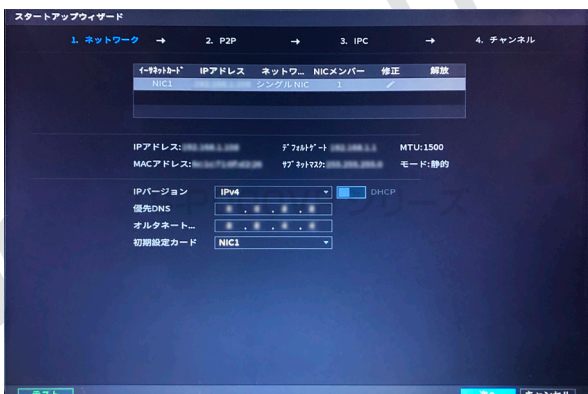 スタートアップウィザード
1. ネットワーク → 2. P2P → 3. IPC → 4. チャンネル
イーサネットカード IPアドレス ネットワ... NICメンバー 修正 解放
NIC1 シングルNIC 1
IPアドレス: デフォルトゲート MTU:1500
MACアドレス: サブネットマスク: モード:静的
IPバージョン IPv4 DHCP
優先DNS
オルタネート...
初期設定カード NIC1
テスト 次へ キャンセル